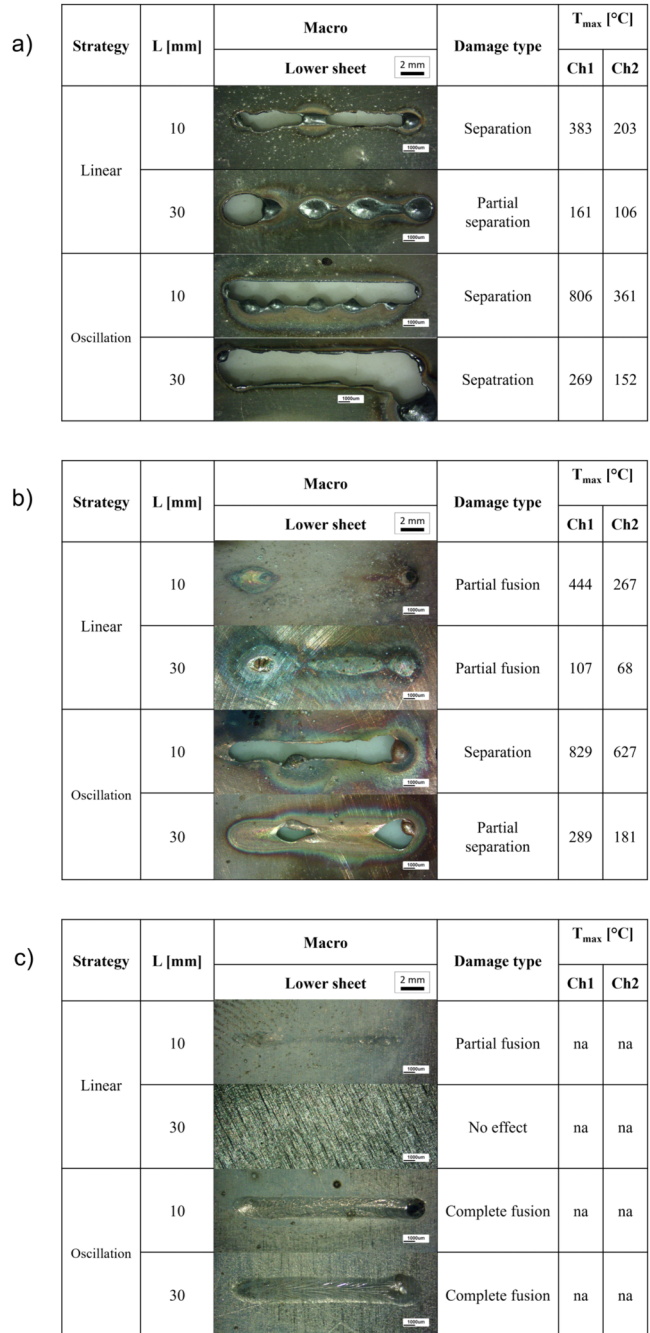 a)
Strategy L [mm] Macro Damage type Tmax [°C]
Lower sheet 2 mm Ch1 Ch2
Linear
10 1000um Separation 383 203
30 1000um Partial separation 161 106
Oscillation
10 1000um Separation 806 361
30 1000um Sepatration 269 152
b)
Strategy L [mm] Macro Damage type Tmax [°C]
Lower sheet 2 mm Ch1 Ch2
Linear
10 1000um Partial fusion 444 267
30 1000um Partial fusion 107 68
Oscillation
10 1000um Separation 829 627
30 1000um Partial separation 289 181
c)
Strategy L [mm] Macro Damage type Tmax [°C]
Lower sheet 2 mm Ch1 Ch2
Linear
10 1000um Partial fusion na na
30 1000um No effect na na
Oscillation
10 1000um Complete fusion na na
30 1000um Complete fusion na na